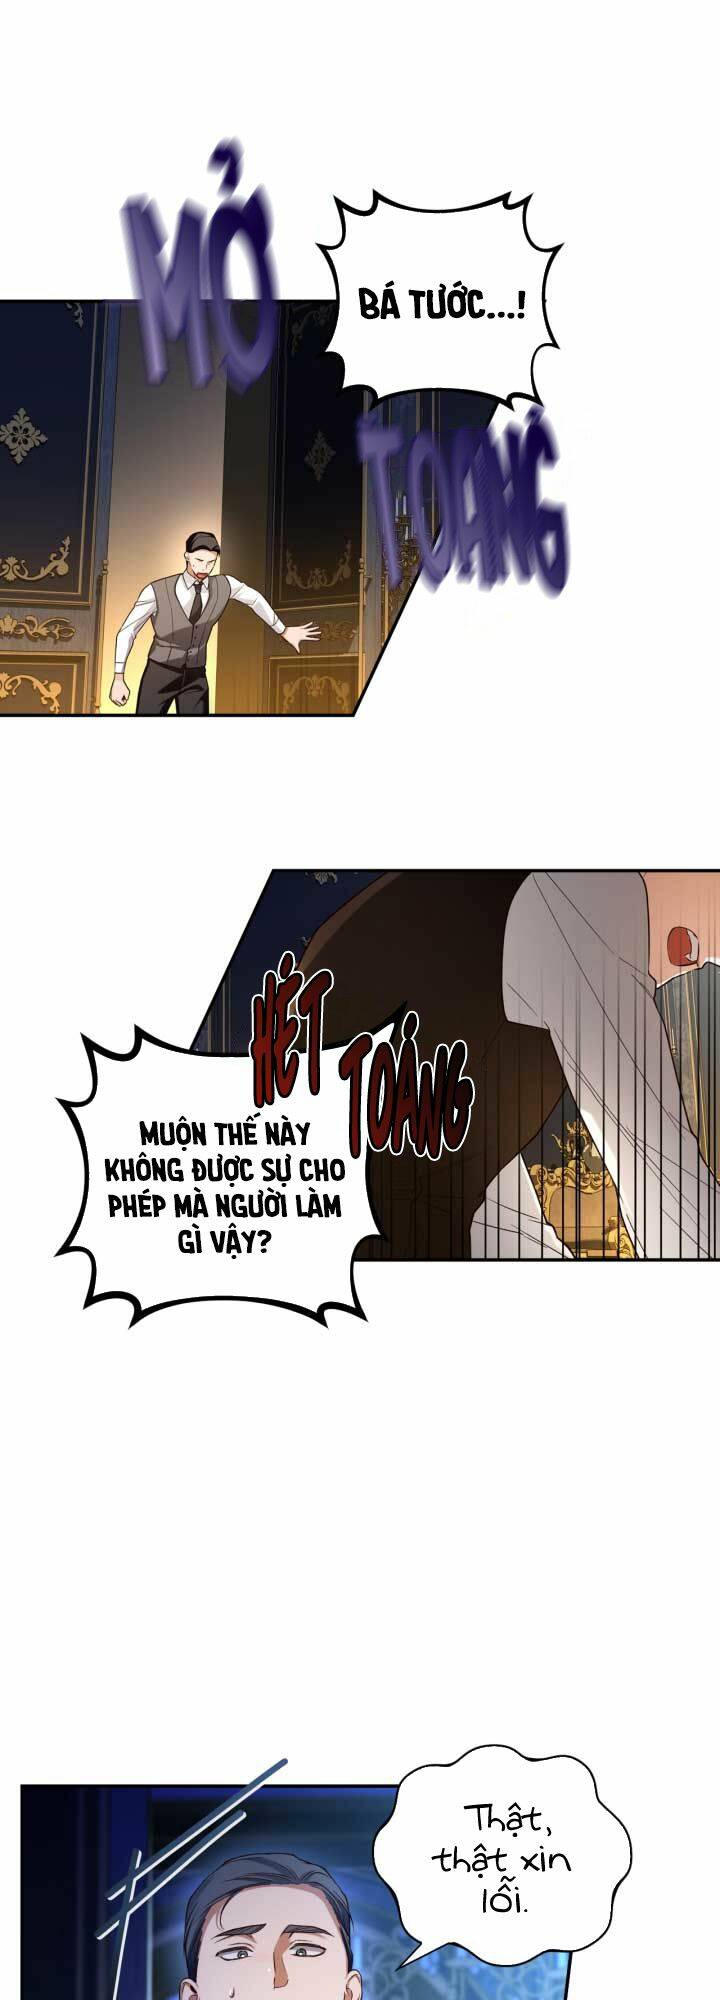 MỞ
BÁ TƯỚC...!
TOANG
HÉT
TOÁNG
MUỘN THẾ NÀY
KHÔNG ĐƯỢC SỰ CHO
PHÉP MÀ NGƯƠI LÀM
GÌ VẬY?
Thật,
thật xin
lỗi.